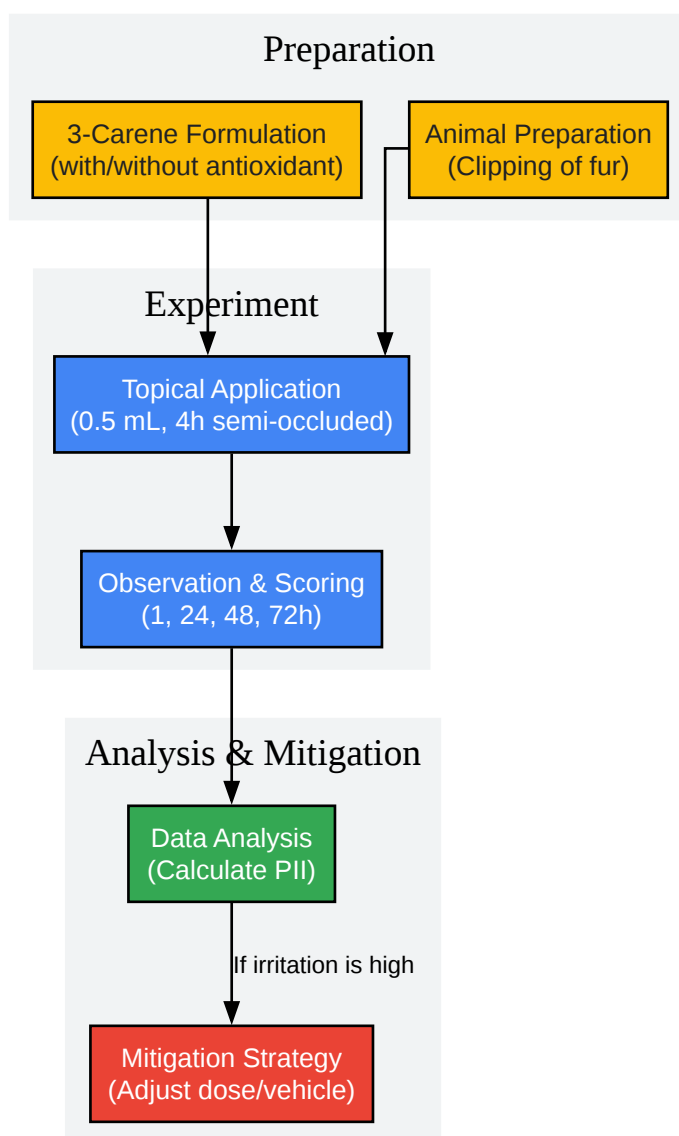 Preparation
3-Carene Formulation
(with/without antioxidant)
Animal Preparation
(Clipping of fur)
Experiment
Topical Application
(0.5 mL, 4h semi-occluded)
Observation & Scoring
(1, 24, 48, 72h)
Analysis & Mitigation
Data Analysis
(Calculate PII)
If irritation is high
Mitigation Strategy
(Adjust dose/vehicle)